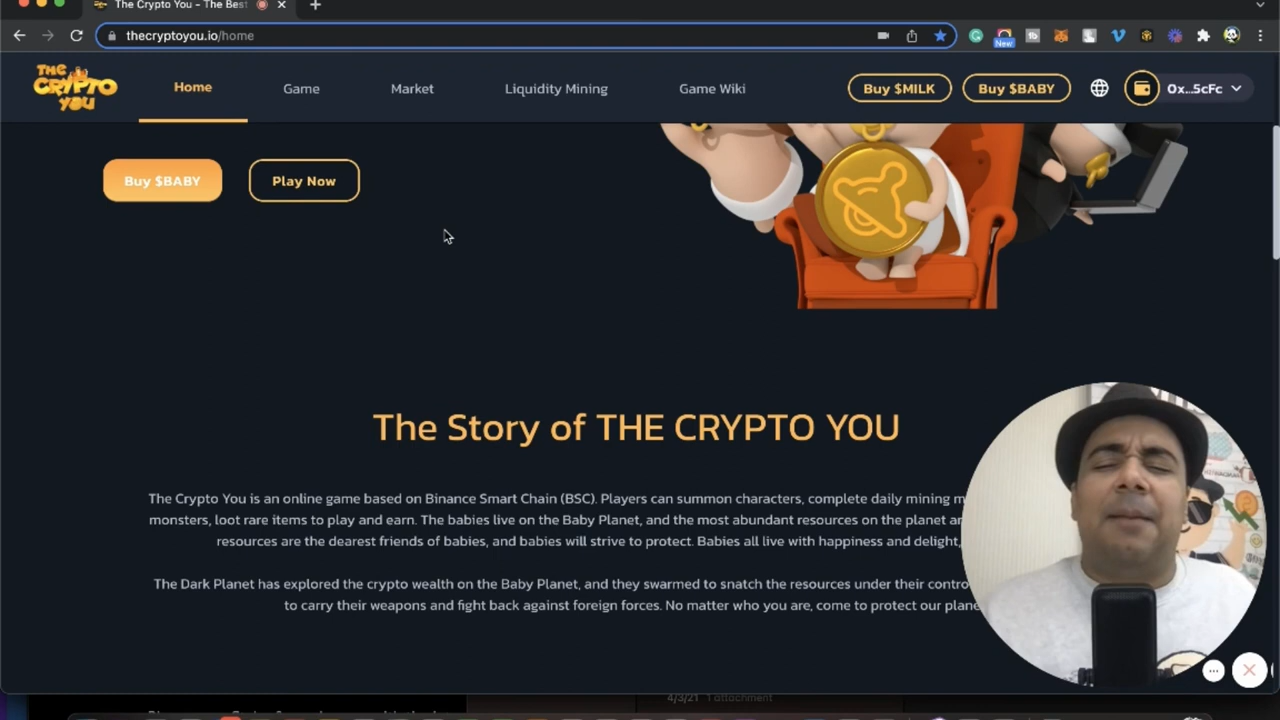 The Crypto You - The Best
thecryptoyou.io/home
New
THE CRYPTO YOU
Home
Game
Market
Liquidity Mining
Game Wiki
Buy $MILK
Buy $BABY
0x...5cFc
Buy $BABY
Play Now
The Story of THE CRYPTO YOU
The Crypto You is an online game based on Binance Smart Chain (BSC). Players can summon characters, complete daily mining
monsters, loot rare items to play and earn. The babies live on the Baby Planet, and the most abundant resources on the planet
resources are the dearest friends of babies, and babies will strive to protect. Babies all live with happiness and delight,
The Dark Planet has explored the crypto wealth on the Baby Planet, and they swarmed to snatch the resources under their
to carry their weapons and fight back against foreign forces. No matter who you are, come to protect our
4/3/21 1 attachment